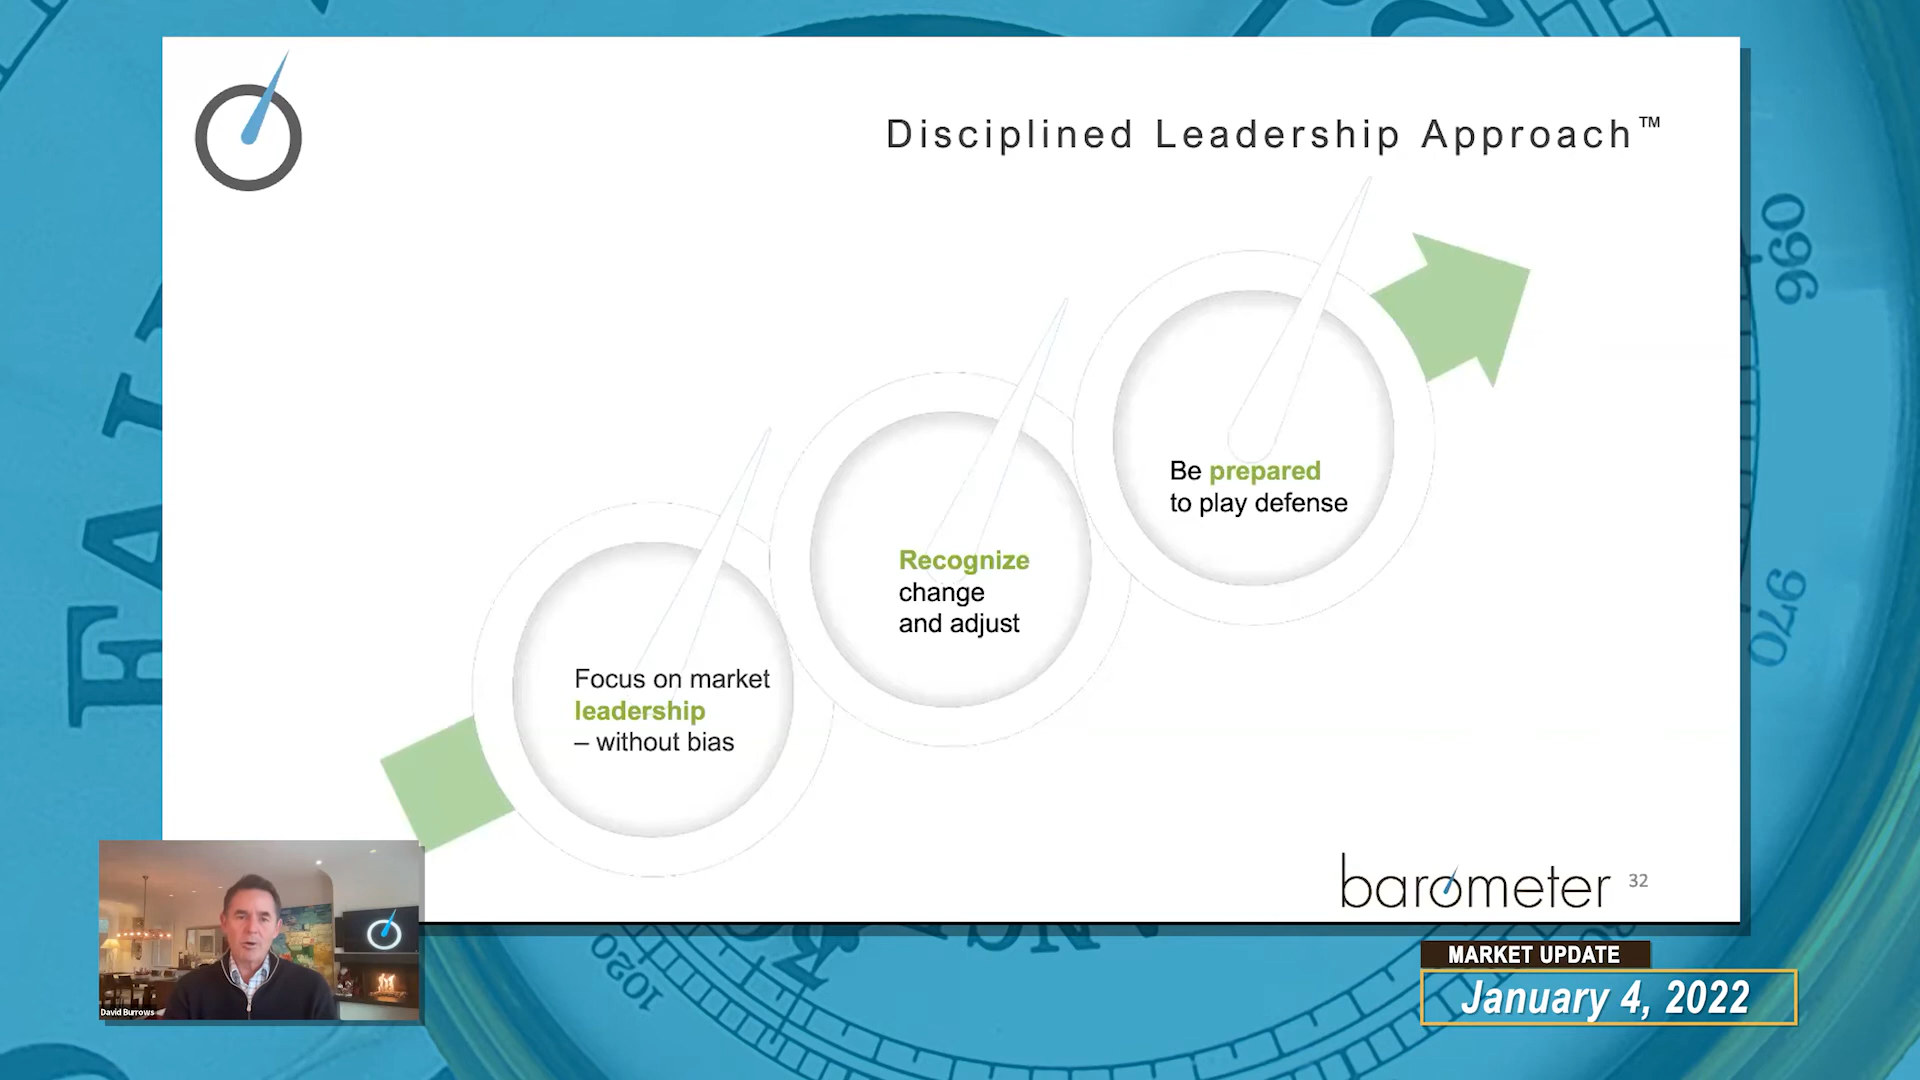 Disciplined Leadership Approach™
Be prepared
to play defense
Recognize
change
and adjust
Focus on market
leadership
– without bias
barometer 32
David Burrows
MARKET UPDATE
January 4, 2022
090
970
1020